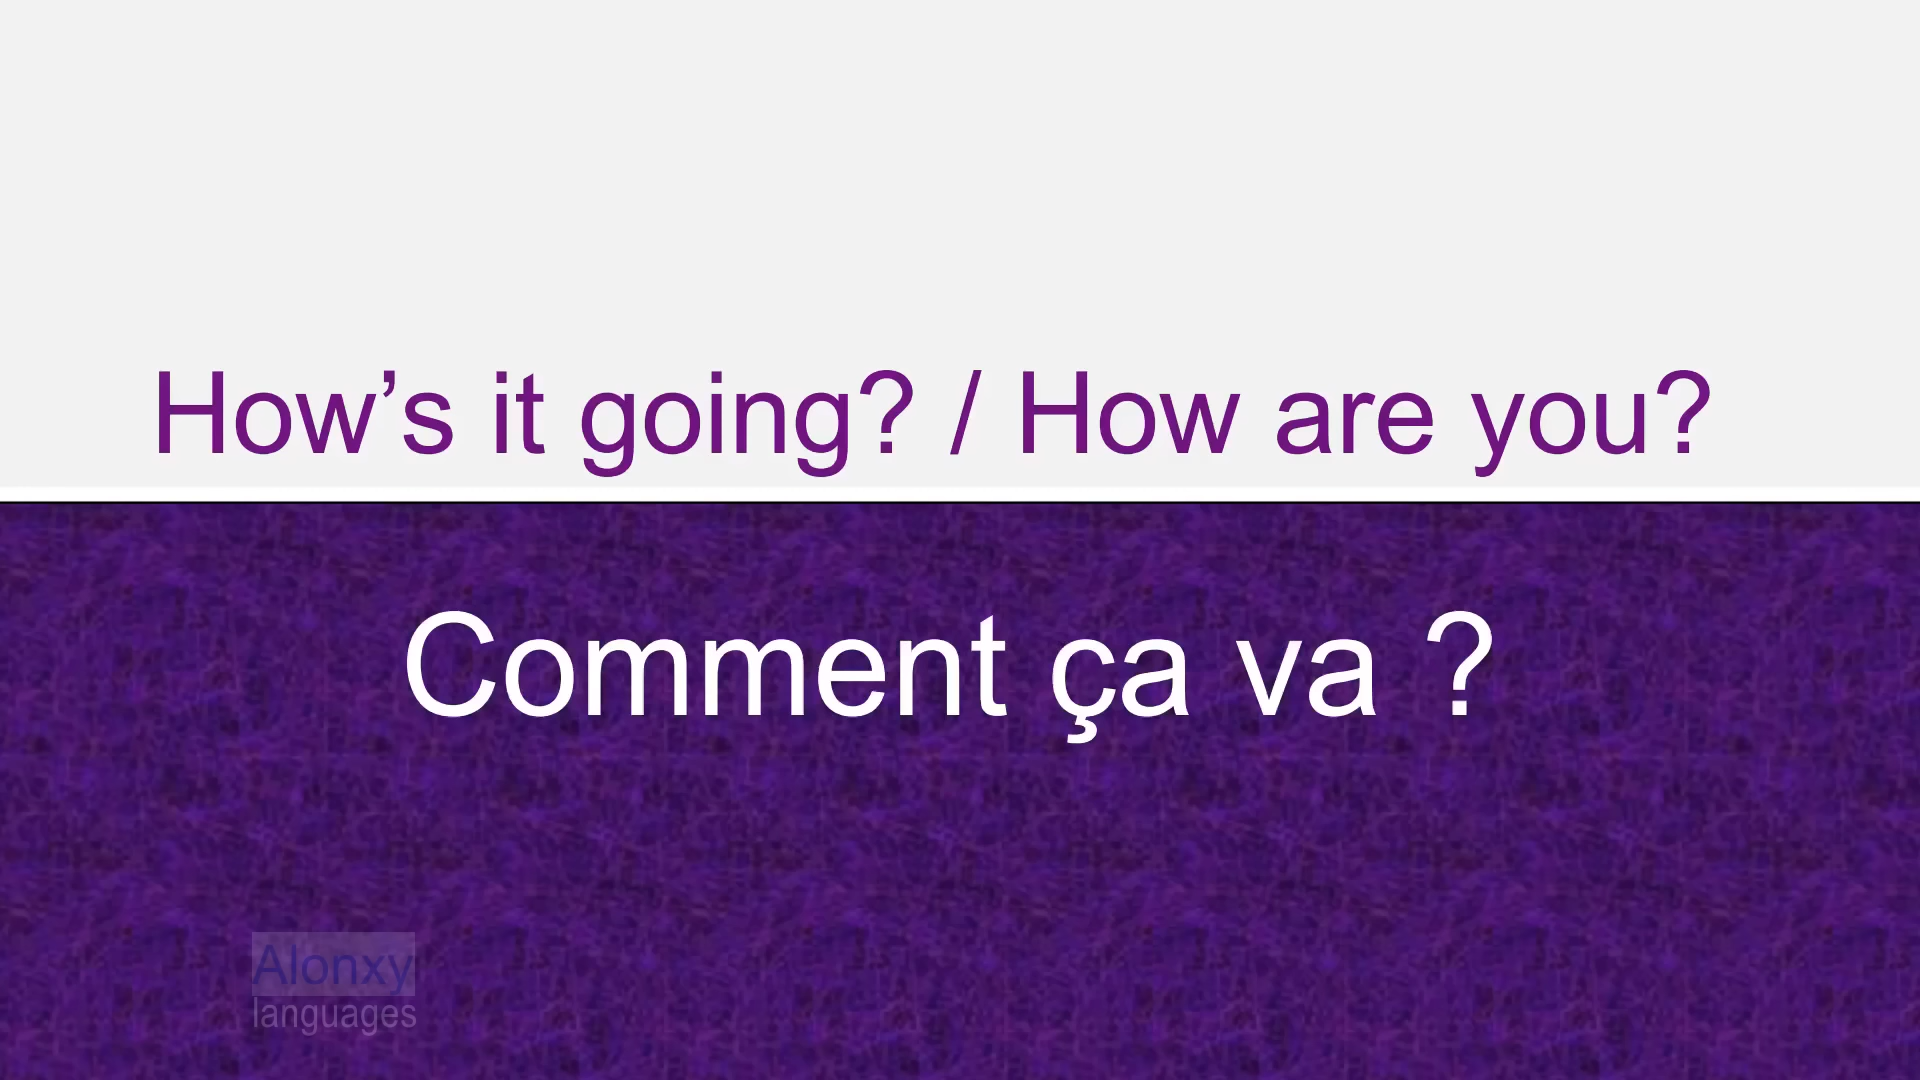 How’s it going? / How are you?
Comment ça va ?
Alonxy
languages